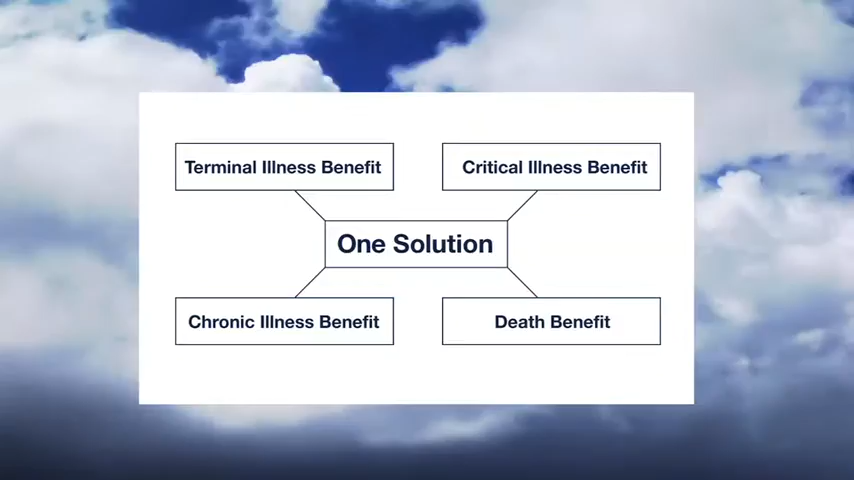 Terminal Illness Benefit
Critical Illness Benefit
One Solution
Chronic Illness Benefit
Death Benefit